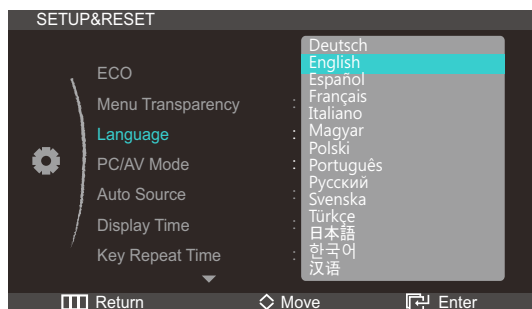 SETUP&RESET
ECO
Menu Transparency :
Language :
PC/AV Mode :
Auto Source :
Display Time :
Key Repeat Time :
Deutsch
English
Español
Français
Italiano
Magyar
Polski
Português
Русский
Svenska
Türkçe
日本語
한국어
汉语
Return Move Enter